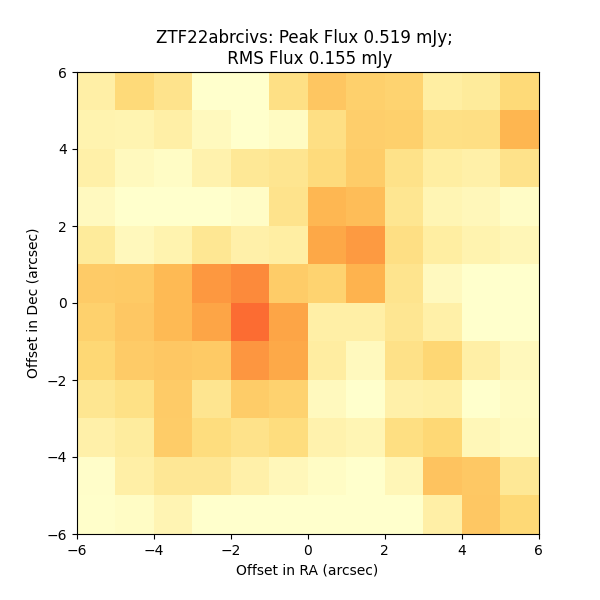 ZTF22abrcivs: Peak Flux 0.519 mJy;
RMS Flux 0.155 mJy
6
4
2
0
−2
−4
−6
Offset in Dec (arcsec)
−6 −4 −2 0 2 4 6
Offset in RA (arcsec)